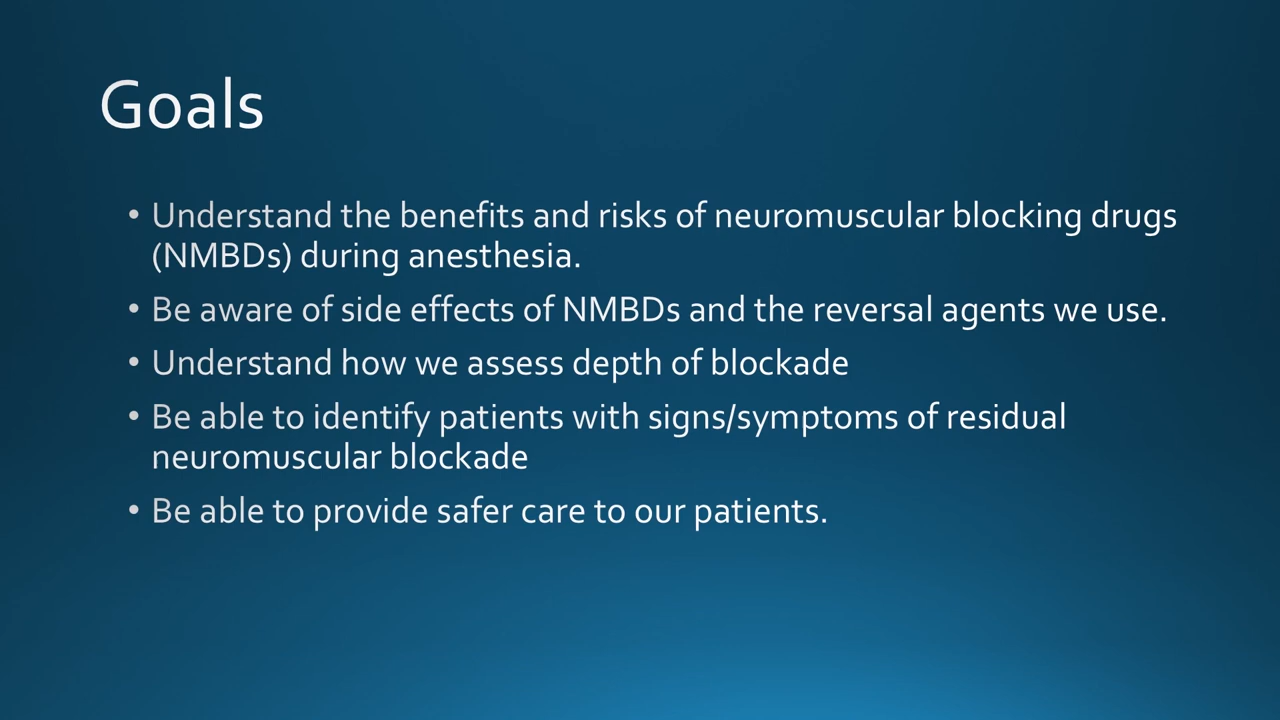 Goals
• Understand the benefits and risks of neuromuscular blocking drugs
(NMBDs) during anesthesia.
• Be aware of side effects of NMBDs and the reversal agents we use.
• Understand how we assess depth of blockade
• Be able to identify patients with signs/symptoms of residual
neuromuscular blockade
• Be able to provide safer care to our patients.